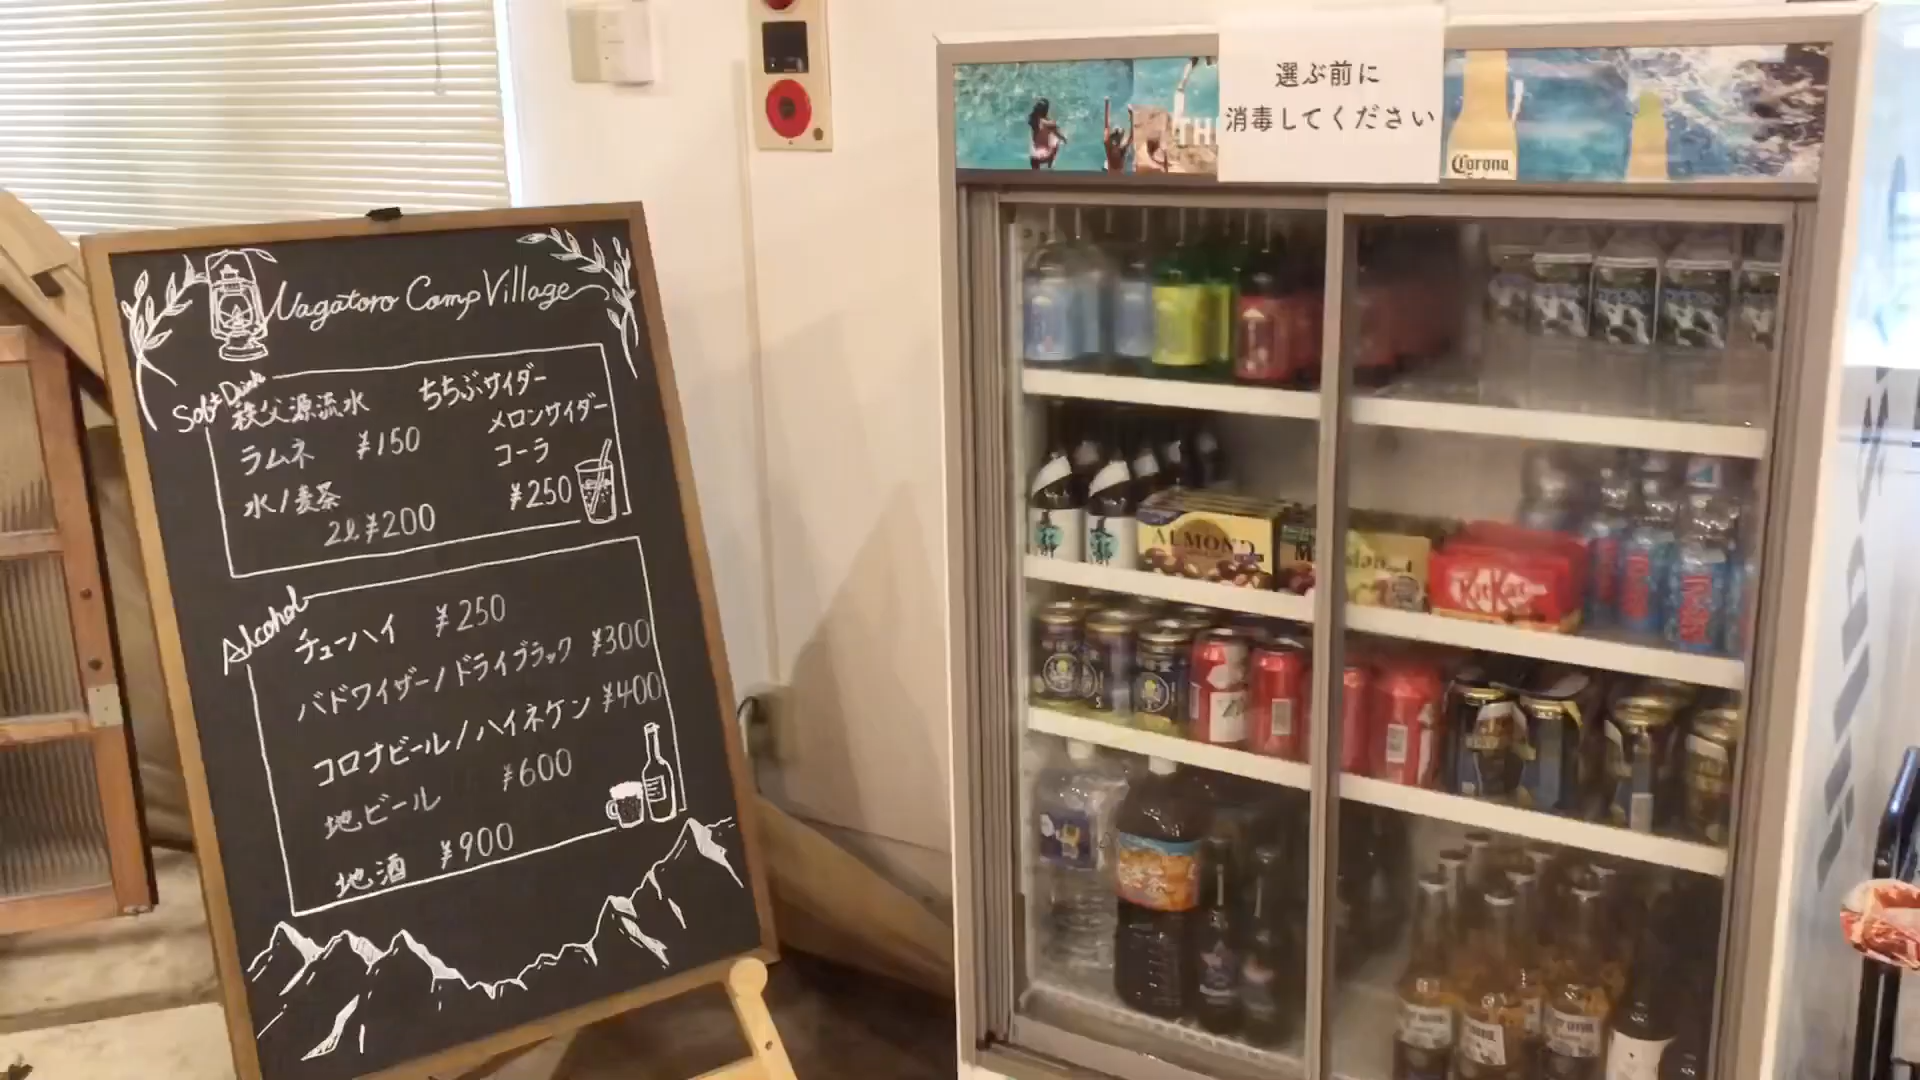 Nagatoro Camp Village
Soft Drink
秩父源流水
ラムネ ¥150
水/麦茶
2ℓ ¥200
ちちぶサイダー
メロンサイダー
コーラ
¥250
Alcohol
チューハイ ¥250
バドワイザー/ドライブラック ¥300
コロナビール/ハイネケン ¥400
地ビール ¥600
地酒 ¥900
選ぶ前に
消毒してください
TH
Corona
ALMOND
KitKat